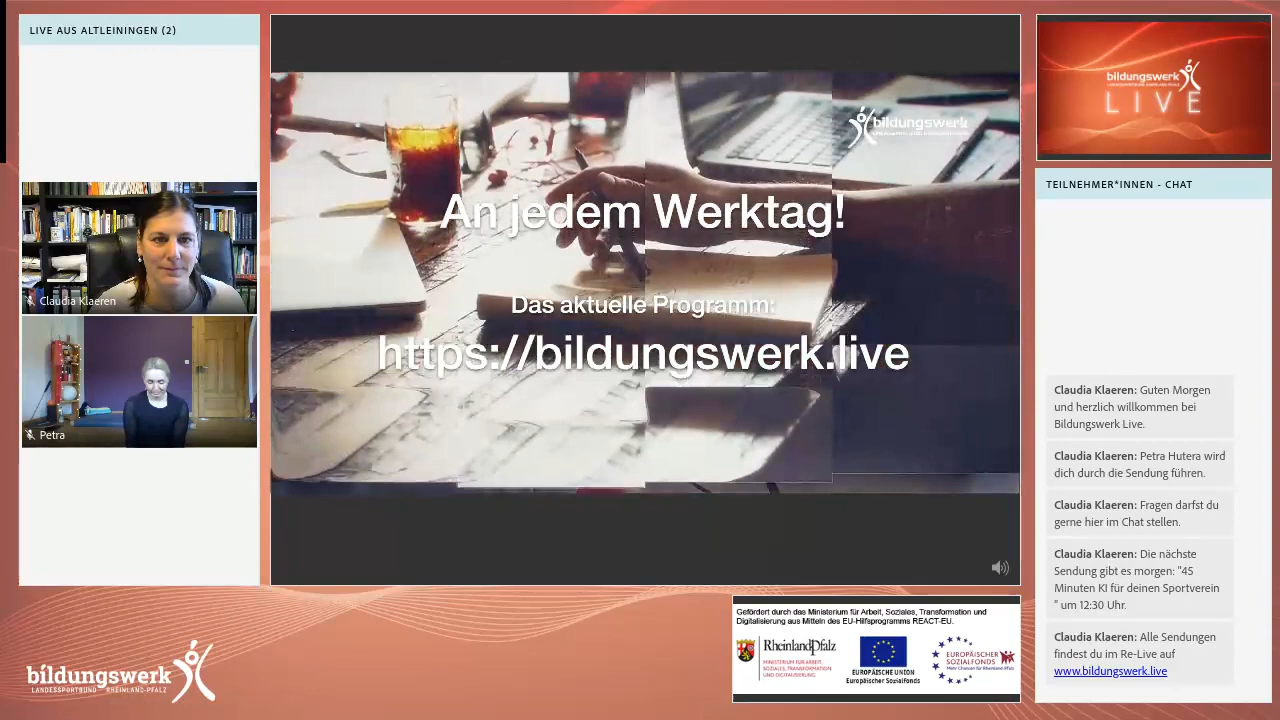 LIVE AUS ALTLEININGEN (2)
Claudia Klaeren
Petra
bildungswerk
An jedem Werktag!
Das aktuelle Programm:
https://bildungswerk.live
bildungswerk
LIVE
TEILNEHMER*INNEN - CHAT
Claudia Klaeren: Guten Morgen
und herzlich willkommen bei
Bildungswerk Live.
Claudia Klaeren: Petra Hutera wird
dich durch die Sendung führen.
Claudia Klaeren: Fragen darfst du
gerne hier im Chat stellen.
Claudia Klaeren: Die nächste
Sendung gibt es morgen: "45
Minuten KI für deinen Sportverein
" um 12:30 Uhr.
Claudia Klaeren: Alle Sendungen
findest du im Re-Live auf
www.bildungswerk.live
Gefördert durch das Ministerium für Arbeit, Soziales, Transformation und
Digitalisierung aus Mitteln des EU-Hilfsprogramms REACT-EU.
RheinlandPfalz
MINISTERIUM FÜR ARBEIT,
SOZIALES, TRANSFORMATION
UND DIGITALISIERUNG
EUROPÄISCHE UNION
Europäischer Sozialfonds
EUROPÄISCHER
SOZIALFONDS
Mehr Chancen für Rheinland-Pfalz
bildungswerk
LANDESSPORTBUND RHEINLAND-PFALZ